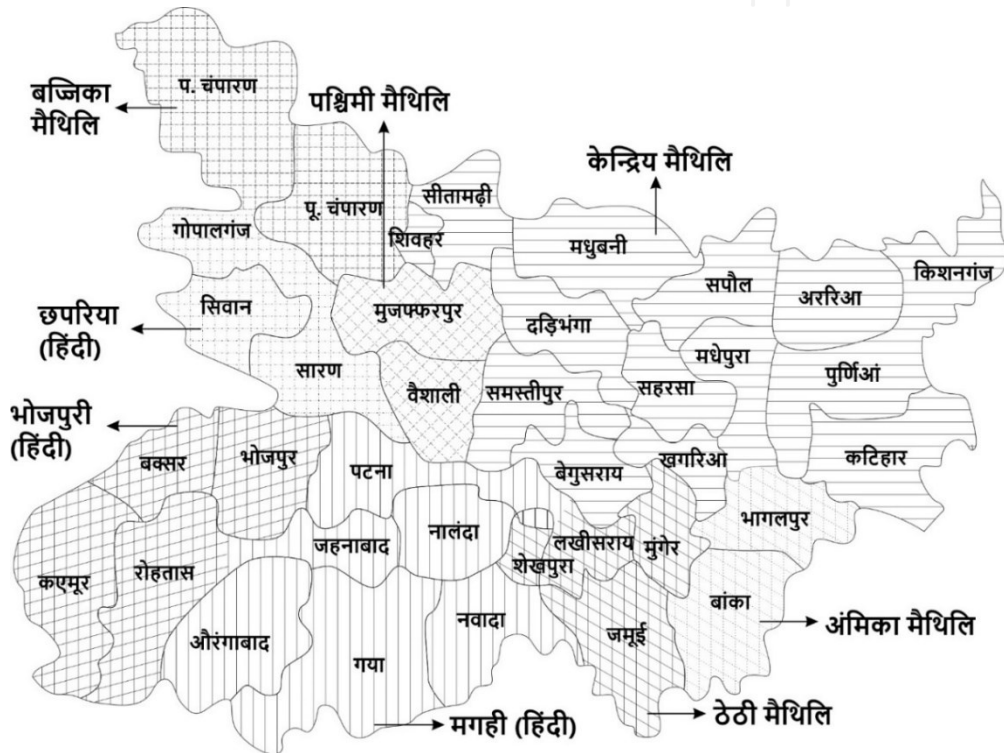 प. चंपारण
बज्जिका
मैथिलि
पश्चिमी मैथिलि
केन्द्रिय मैथिलि
सीतामढ़ी
पू. चंपारण
गोपालगंज
शिवहर
मधुबनी
किशनगंज
सपौल
अररिआ
सिवान
मुजफ्फरपुर
दड़िभंगा
छपरिया
(हिंदी)
सारण
मधेपुरा
पुर्णिआं
वैशाली
समस्तीपुर
सहरसा
भोजपुरी
(हिंदी)
बक्सर
भोजपुर
पटना
बेगुसराय
खगरिआ
कटिहार
भागलपुर
नालंदा
जहनाबाद
लखीसराय
मुंगेर
शेखपुरा
कएमूर
रोहतास
बांका
नवादा
जमूई
अंमिका मैथिलि
औरंगाबाद
गया
मगही (हिंदी)
ठेठी मैथिलि